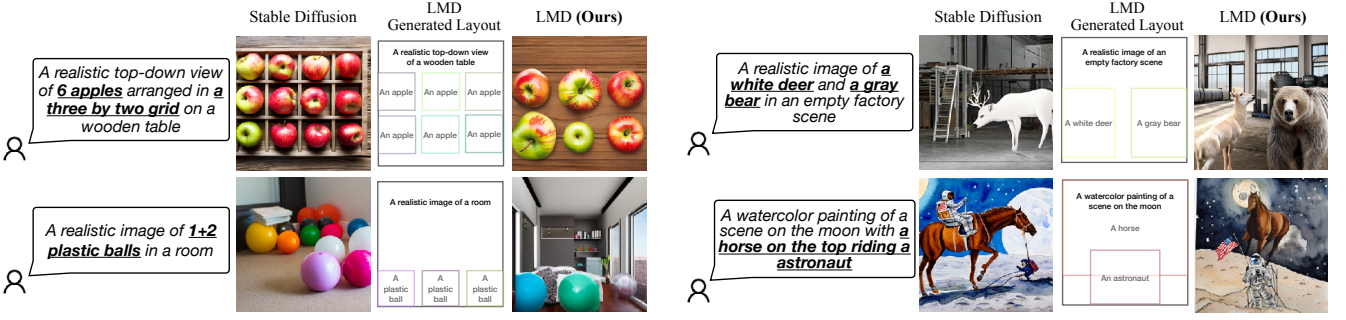 Stable Diffusion
LMD
Generated Layout
LMD (Ours)
A realistic top-down view
of 6 apples arranged in a
three by two grid on a
wooden table
A realistic top-down view
of a wooden table
An apple An apple An apple
An apple An apple An apple
A realistic image of 1+2
plastic balls in a room
A realistic image of a room
A
plastic
ball
A
plastic
ball
A
plastic
ball
Stable Diffusion
LMD
Generated Layout
LMD (Ours)
A realistic image of a
white deer and a gray
bear in an empty factory
scene
A realistic image of an
empty factory scene
A white deer A gray bear
A watercolor painting of a
scene on the moon with a
horse on the top riding a
astronaut
A watercolor painting of a
scene on the moon
A horse
An astronaut